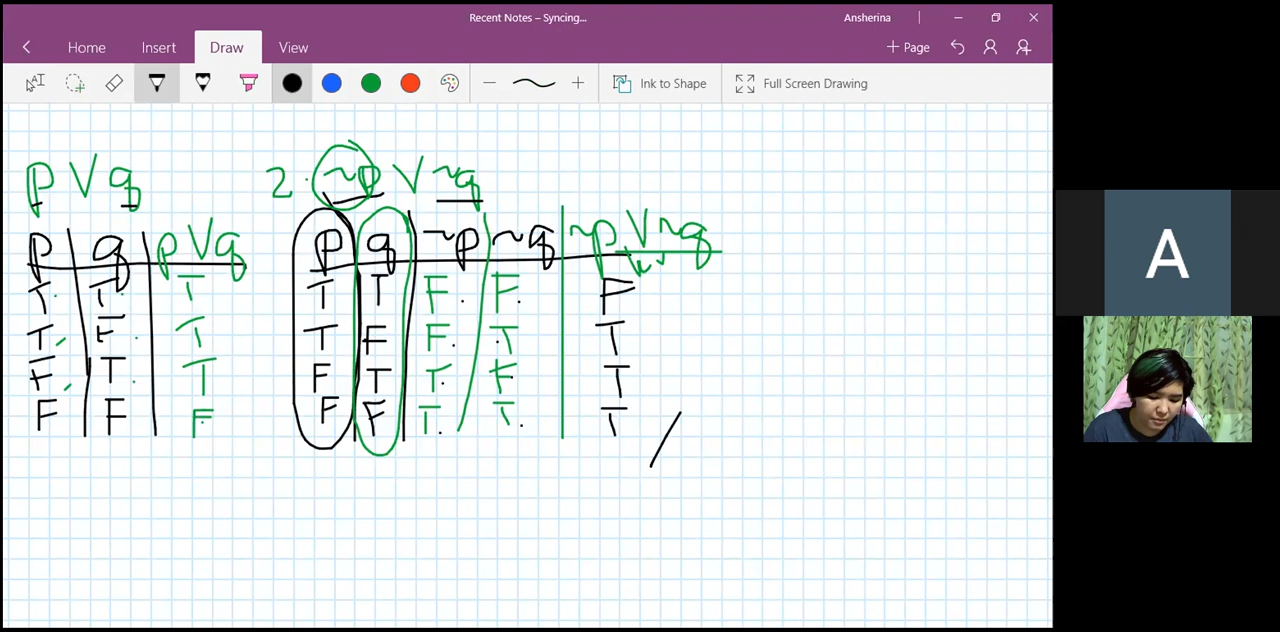 Recent Notes – Syncing...
Ansherina
Home Insert Draw View
Page
Ink to Shape
Full Screen Drawing
p V q
2. ~p V ~q
p q p V q
T T T
T F T
F T T
F F F
p q ~p ~q ~p V ~q
T T F F F
T F F T T
F T T F T
F F T T T
A